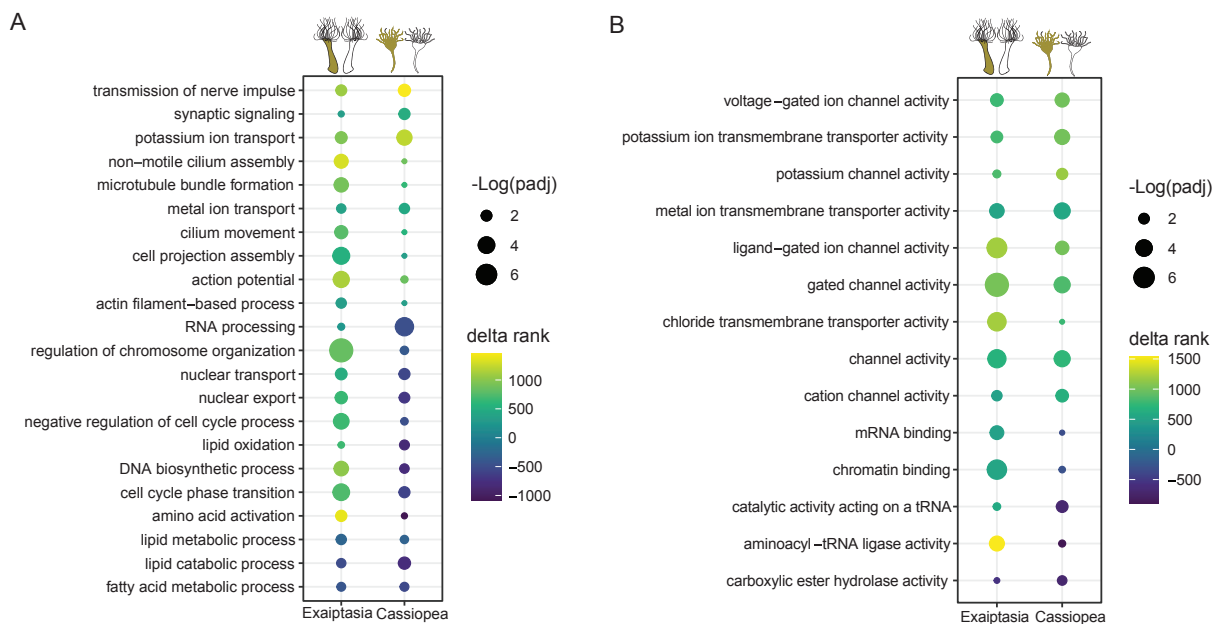 A
transmission of nerve impulse
synaptic signaling
potassium ion transport
non−motile cilium assembly
microtubule bundle formation
metal ion transport
cilium movement
cell projection assembly
action potential
actin filament−based process
RNA processing
regulation of chromosome organization
nuclear transport
nuclear export
negative regulation of cell cycle process
lipid oxidation
DNA biosynthetic process
cell cycle phase transition
amino acid activation
lipid metabolic process
lipid catabolic process
fatty acid metabolic process
Exaiptasia Cassiopea
-Log(padj)
2
4
6
delta rank
1000
500
0
−500
−1000
B
voltage−gated ion channel activity
potassium ion transmembrane transporter activity
potassium channel activity
metal ion transmembrane transporter activity
ligand−gated ion channel activity
gated channel activity
chloride transmembrane transporter activity
channel activity
cation channel activity
mRNA binding
chromatin binding
catalytic activity acting on a tRNA
aminoacyl−tRNA ligase activity
carboxylic ester hydrolase activity
Exaiptasia Cassiopea
-Log(padj)
2
4
6
delta rank
1500
1000
500
0
−500